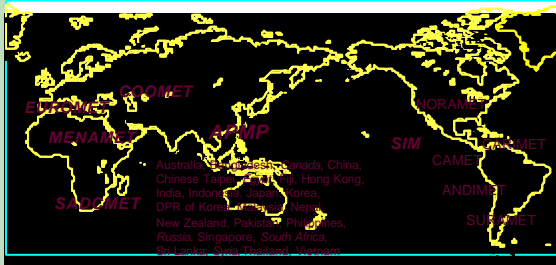 NORAMET
COOMET
EUROMET
APMP
MENAMET
SIM
CARIMET
CAMET
Australia, Bangladesh, Canada, China,
Chinese Taipei, Egypt, Fiji, Hong Kong,
India, Indonesia, Japan, Korea,
DPR of Korea, Malaysia, Nepal,
New Zealand, Pakistan, Philippines,
Russia, Singapore, South Africa,
Sri Lanka, Syria, Thailand, Vietnam
ANDIMET
SADCMET
SURAMET